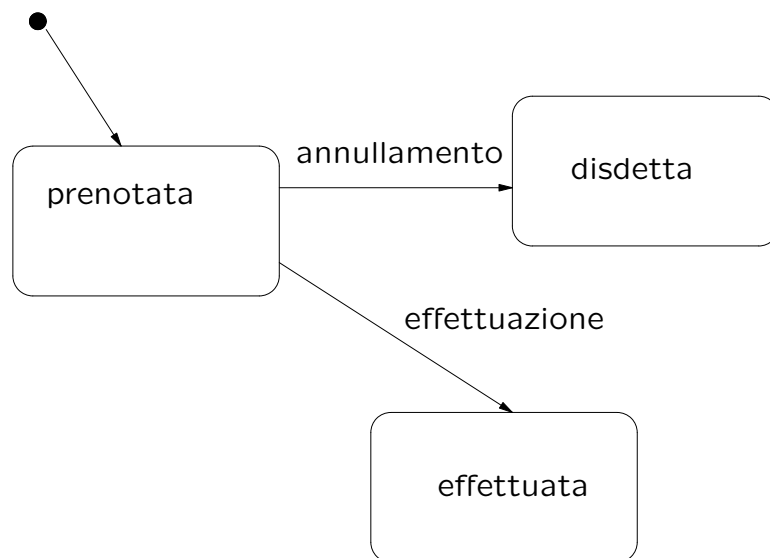 annullamento
disdetta
prenotata
effettuazione
effettuata